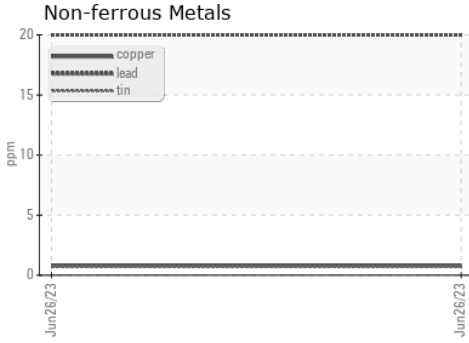 Non-ferrous Metals
20
15
10
5
0
ppm
copper
lead
tin
Jun26/23
Jun26/23